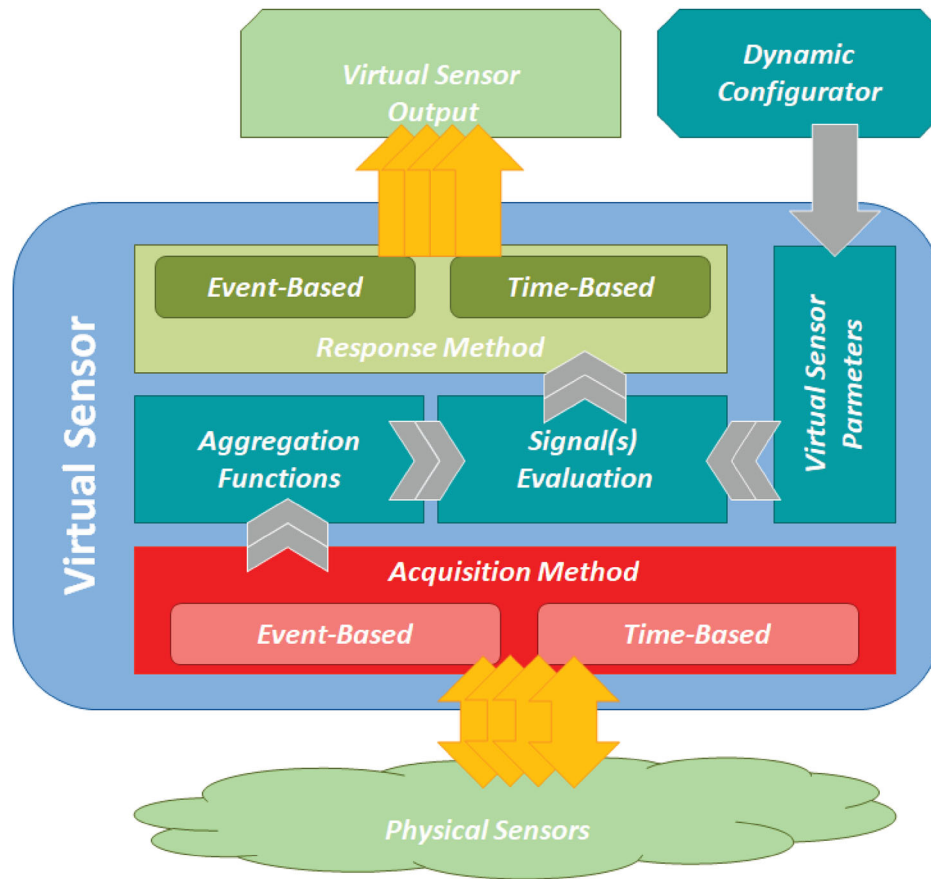 Virtual Sensor
Output
Dynamic
Configurator
Virtual Sensor
Event-Based
Time-Based
Response Method
Virtual Sensor
Parmeters
Aggregation
Functions
Signal(s)
Evaluation
Acquisition Method
Event-Based
Time-Based
Physical Sensors